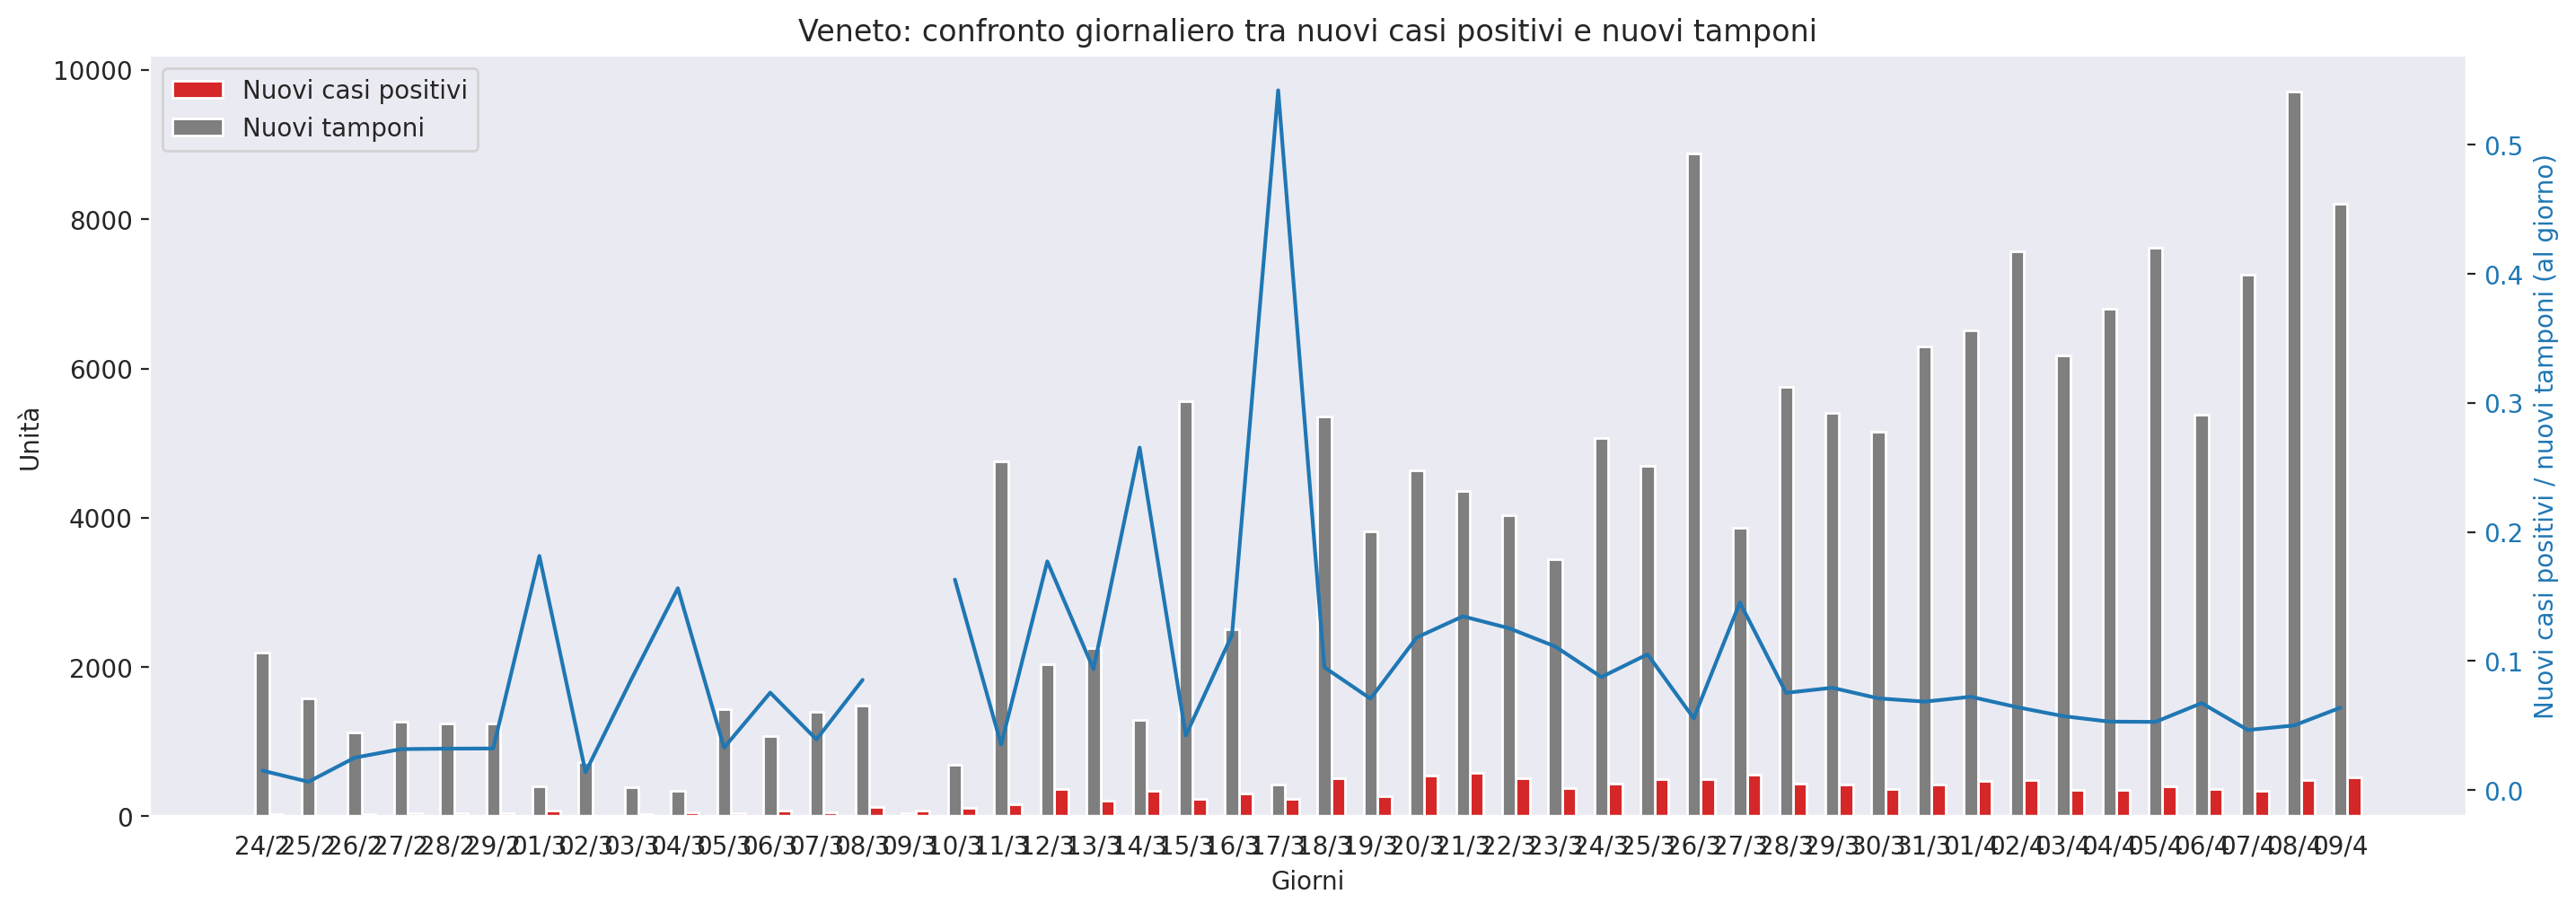 Veneto: confronto giornaliero tra nuovi casi positivi e nuovi tamponi
Nuovi casi positivi
Nuovi tamponi
10000
8000
6000
4000
2000
0
Unità
0.5
0.4
0.3
0.2
0.1
0.0
Nuovi casi positivi / nuovi tamponi (al giorno)
24/2 25/2 26/2 27/2 28/2 29/2 01/3 02/3 03/3 04/3 05/3 06/3 07/3 08/3 09/3 10/3 11/3 12/3 13/3 14/3 15/3 16/3 17/3 18/3 19/3 20/3 21/3 22/3 23/3 24/3 25/3 26/3 27/3 28/3 29/3 30/3 31/3 01/4 02/4 03/4 04/4 05/4 06/4 07/4 08/4 09/4
Giorni